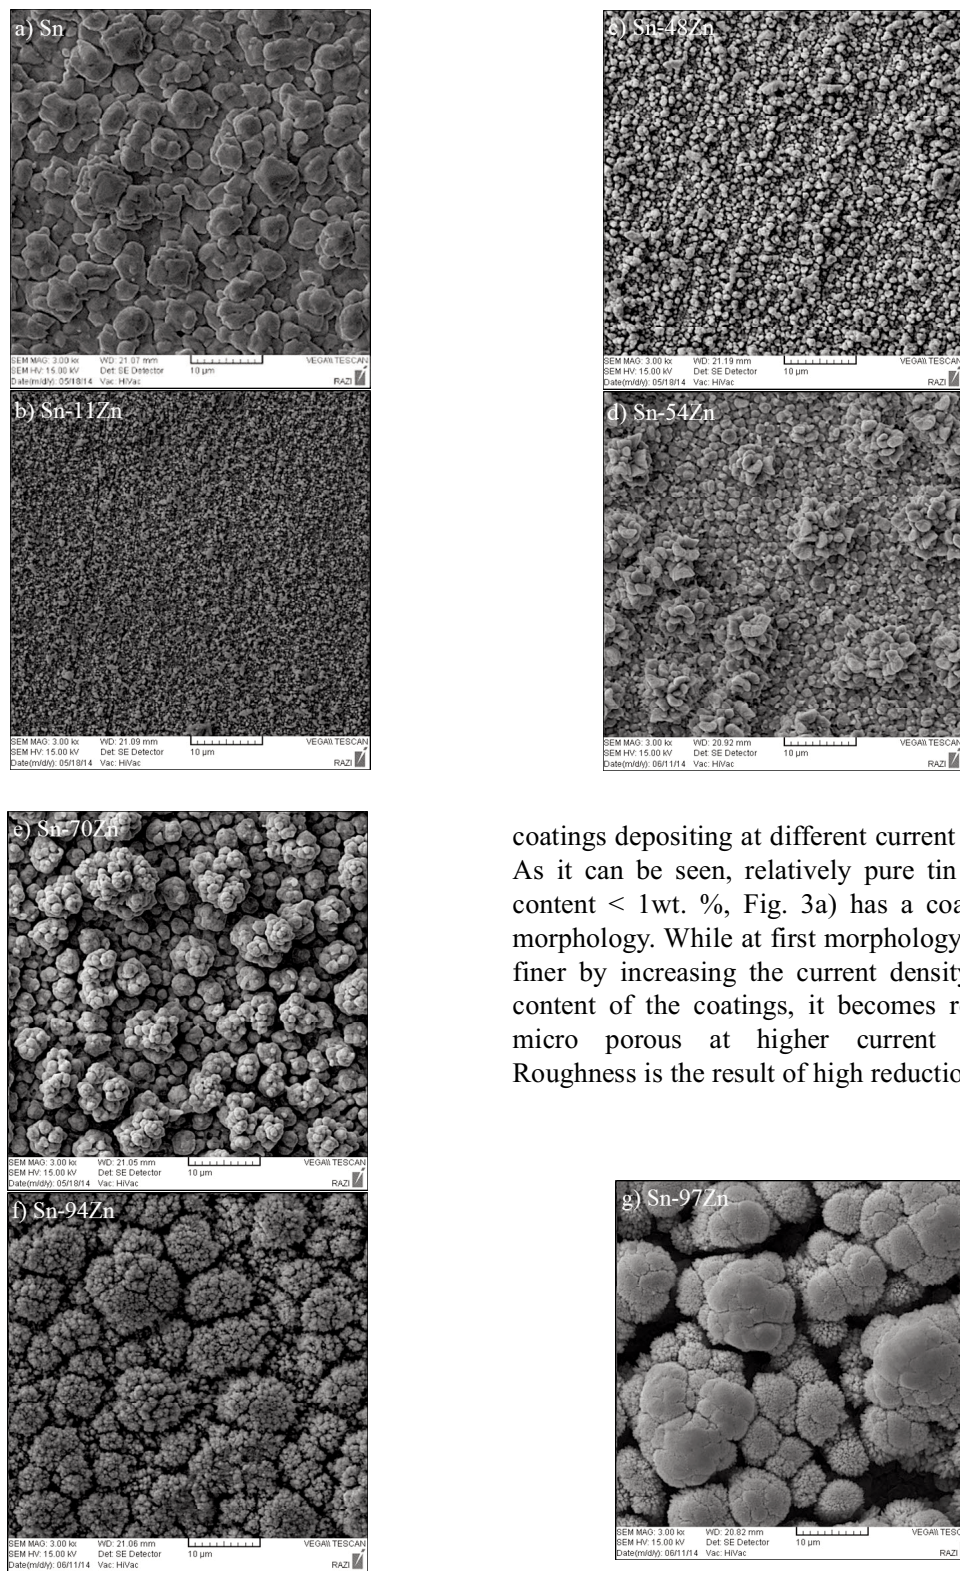 a) Sn
SEM MAG: 3.00 kx WD: 21.07 mm VEGA\\ TESCAN
SEM HV: 15.00 kV Det: SE Detector 10 µm
Date(m/d/y): 05/18/14 Vac: HiVac RAZI
b) Sn-11Zn
SEM MAG: 3.00 kx WD: 21.09 mm VEGA\\ TESCAN
SEM HV: 15.00 kV Det: SE Detector 10 µm
Date(m/d/y): 05/18/14 Vac: HiVac RAZI
c) Sn-48Zn
SEM MAG: 3.00 kx WD: 21.19 mm VEGA\\ TESCAN
SEM HV: 15.00 kV Det: SE Detector 10 µm
Date(m/d/y): 05/18/14 Vac: HiVac RAZI
d) Sn-54Zn
SEM MAG: 3.00 kx WD: 20.92 mm VEGA\\ TESCAN
SEM HV: 15.00 kV Det: SE Detector 10 µm
Date(m/d/y): 06/11/14 Vac: HiVac RAZI
e) Sn-70Zn
SEM MAG: 3.00 kx WD: 21.05 mm VEGA\\ TESCAN
SEM HV: 15.00 kV Det: SE Detector 10 µm
Date(m/d/y): 05/18/14 Vac: HiVac RAZI
f) Sn-94Zn
SEM MAG: 3.00 kx WD: 21.06 mm VEGA\\ TESCAN
SEM HV: 15.00 kV Det: SE Detector 10 µm
Date(m/d/y): 06/11/14 Vac: HiVac RAZI
coatings depositing at different current
As it can be seen, relatively pure tin
content < 1wt. %, Fig. 3a) has a coa
morphology. While at first morphology
finer by increasing the current density
content of the coatings, it becomes r
micro porous at higher current
Roughness is the result of high reductio
g) Sn-97Zn
SEM MAG: 3.00 kx WD: 20.82 mm VEGA\\ TESC
SEM HV: 15.00 kV Det: SE Detector 10 µm
Date(m/d/y): 06/11/14 Vac: HiVac RAZI